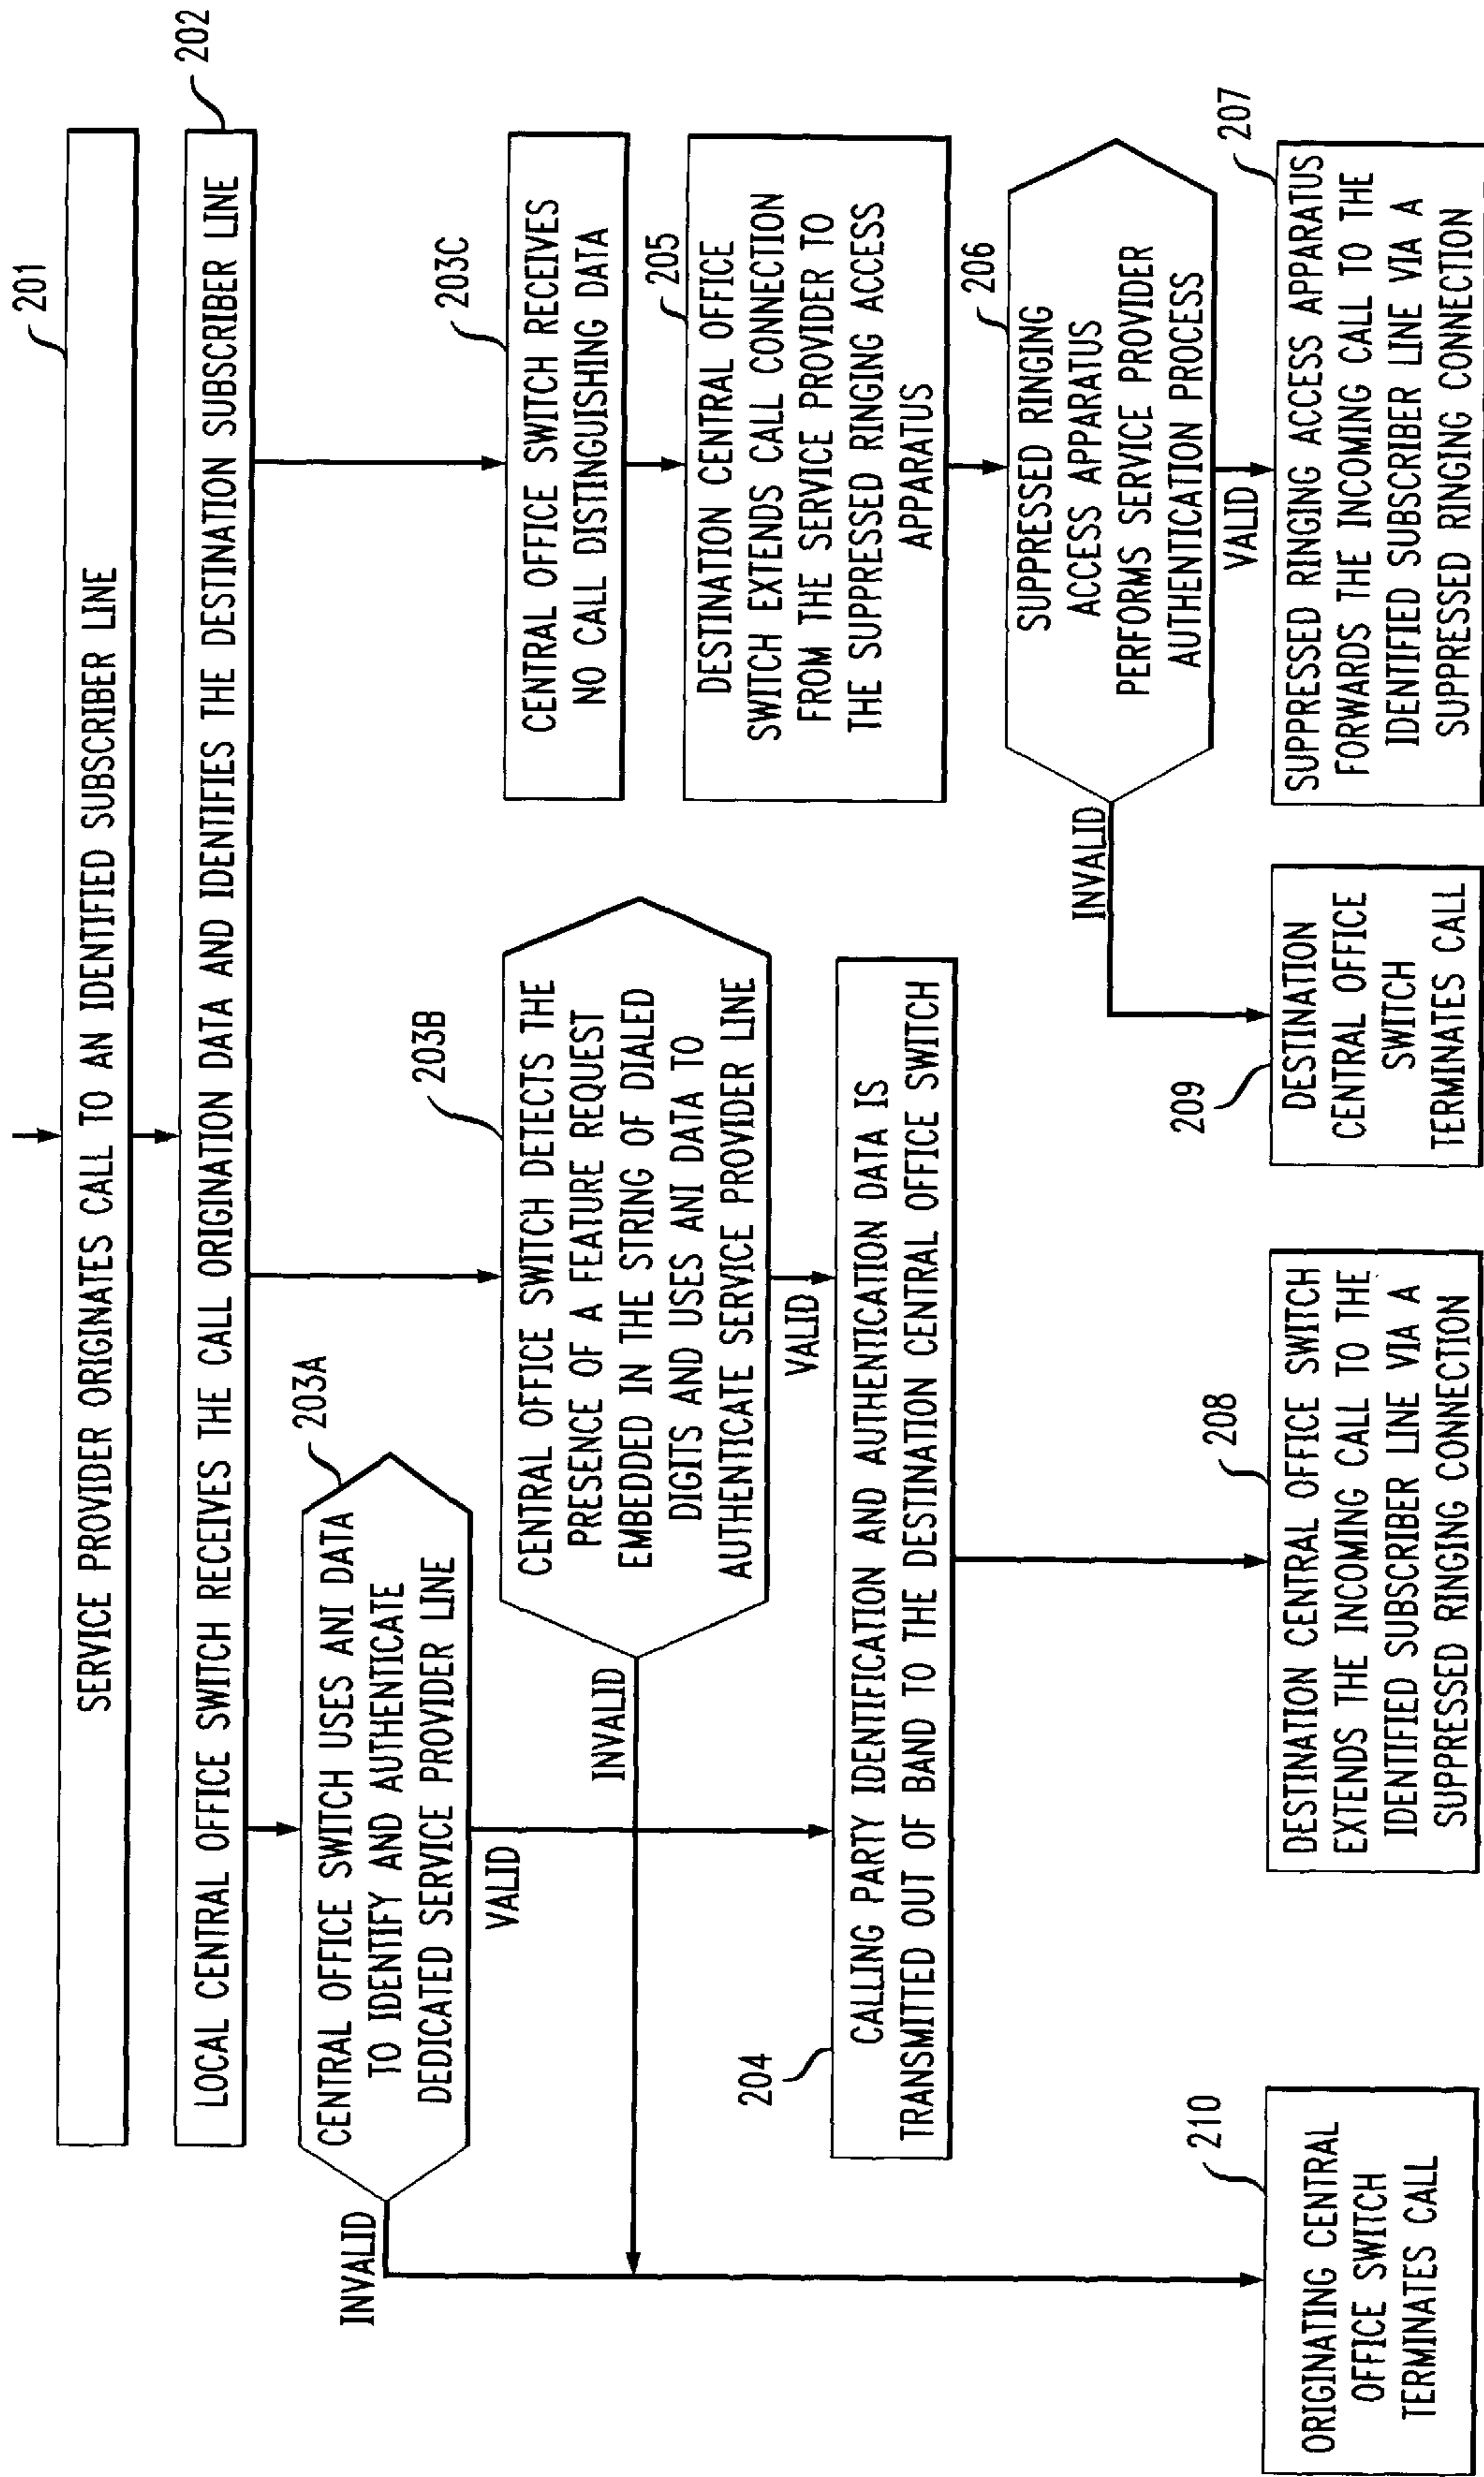 201
SERVICE PROVIDER ORIGINATES CALL TO AN IDENTIFIED SUBSCRIBER LINE
202
LOCAL CENTRAL OFFICE SWITCH RECEIVES THE CALL ORIGINATION DATA AND IDENTIFIES THE DESTINATION SUBSCRIBER LINE
203A
CENTRAL OFFICE SWITCH USES ANI DATA
TO IDENTIFY AND AUTHENTICATE
DEDICATED SERVICE PROVIDER LINE
INVALID
VALID
203B
CENTRAL OFFICE SWITCH DETECTS THE
PRESENCE OF A FEATURE REQUEST
EMBEDDED IN THE STRING OF DIALED
DIGITS AND USES ANI DATA TO
AUTHENTICATE SERVICE PROVIDER LINE
INVALID
VALID
203C
CENTRAL OFFICE SWITCH RECEIVES
NO CALL DISTINGUISHING DATA
204
CALLING PARTY IDENTIFICATION AND AUTHENTICATION DATA IS
TRANSMITTED OUT OF BAND TO THE DESTINATION CENTRAL OFFICE SWITCH
205
DESTINATION CENTRAL OFFICE
SWITCH EXTENDS CALL CONNECTION
FROM THE SERVICE PROVIDER TO
THE SUPPRESSED RINGING ACCESS
APPARATUS
206
SUPPRESSED RINGING
ACCESS APPARATUS
PERFORMS SERVICE PROVIDER
AUTHENTICATION PROCESS
INVALID
VALID
210
ORIGINATING CENTRAL
OFFICE SWITCH
TERMINATES CALL
208
DESTINATION CENTRAL OFFICE SWITCH
EXTENDS THE INCOMING CALL TO THE
IDENTIFIED SUBSCRIBER LINE VIA A
SUPPRESSED RINGING CONNECTION
209
DESTINATION
CENTRAL OFFICE
SWITCH
TERMINATES CALL
207
SUPPRESSED RINGING ACCESS APPARATUS
FORWARDS THE INCOMING CALL TO THE
IDENTIFIED SUBSCRIBER LINE VIA A
SUPPRESSED RINGING CONNECTION